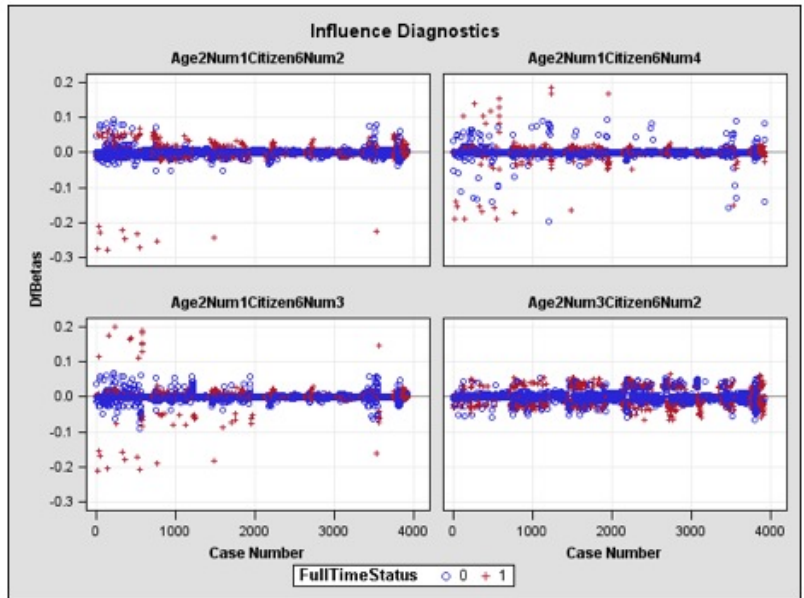 Influence Diagnostics
Age2Num1Citizen6Num2 Age2Num1Citizen6Num4
0.2
0.1
0.0
-0.1
-0.2
-0.3
DfBetas
Age2Num1Citizen6Num3 Age2Num3Citizen6Num2
0.2
0.1
0.0
-0.1
-0.2
-0.3
0 1000 2000 3000 4000 0 1000 2000 3000 4000
Case Number Case Number
FullTimeStatus 0 1